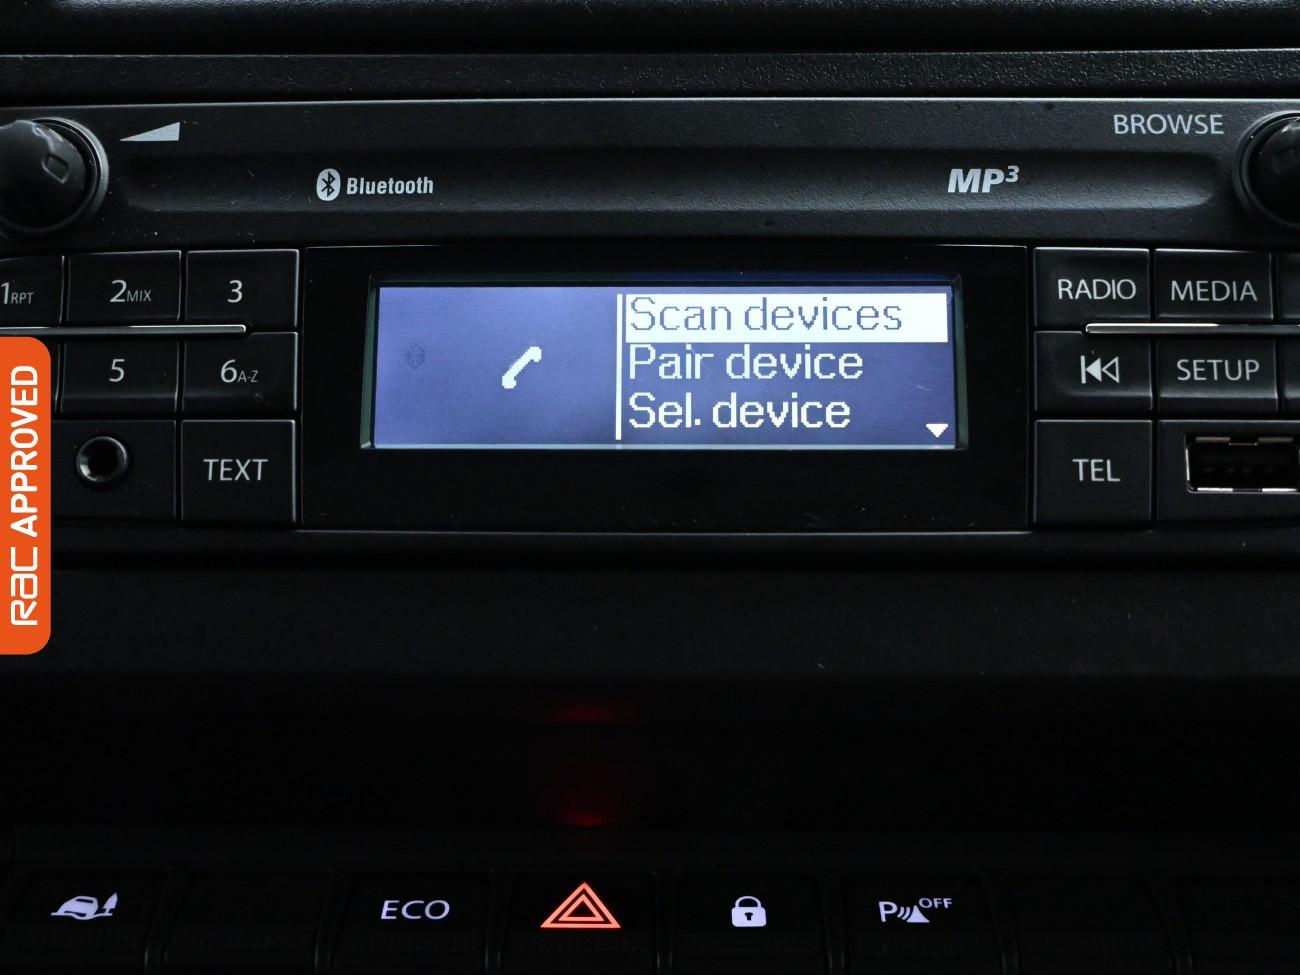 BROWSE
Bluetooth
MP3
1RPT
2MIX
3
RADIO
MEDIA
Scan devices
Pair device
Sel. device
5
6A-Z
SETUP
TEXT
TEL
RAC APPROVED
ECO
P OFF